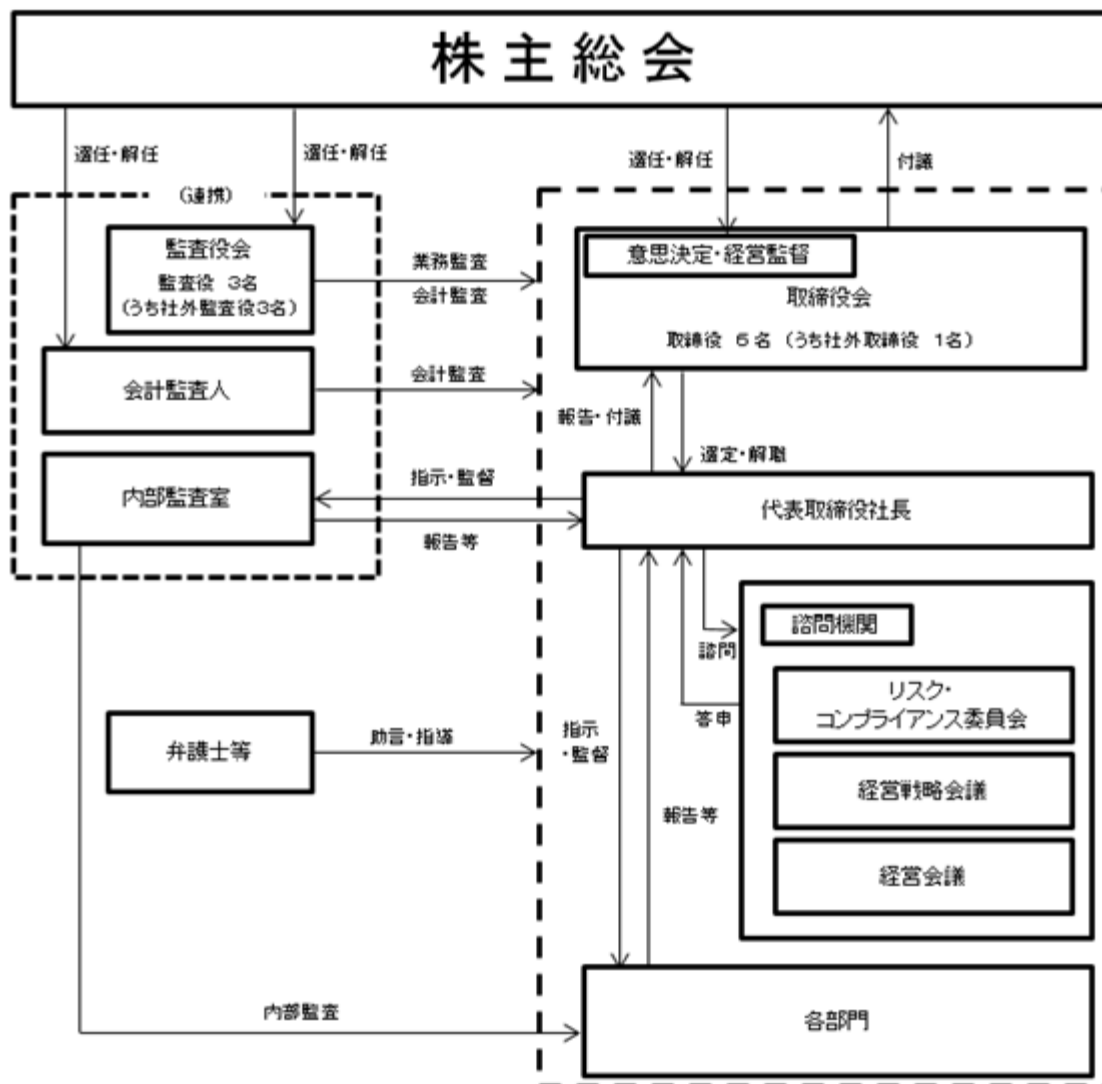 株主総会
選任・解任
選任・解任
選任・解任
付議
(連携)
監査役会
監査役 3名
(うち社外監査役3名)
業務監査
会計監査
意思決定・経営監督
取締役会
取締役 6名 (うち社外取締役 1名)
会計監査人
会計監査
報告・付議
選定・解職
内部監査室
指示・監督
報告等
代表取締役社長
諮問機関
諮問
リスク・
コンプライアンス委員会
答申
弁護士等
助言・指導
指示
・監督
経営戦略会議
報告等
経営会議
内部監査
各部門